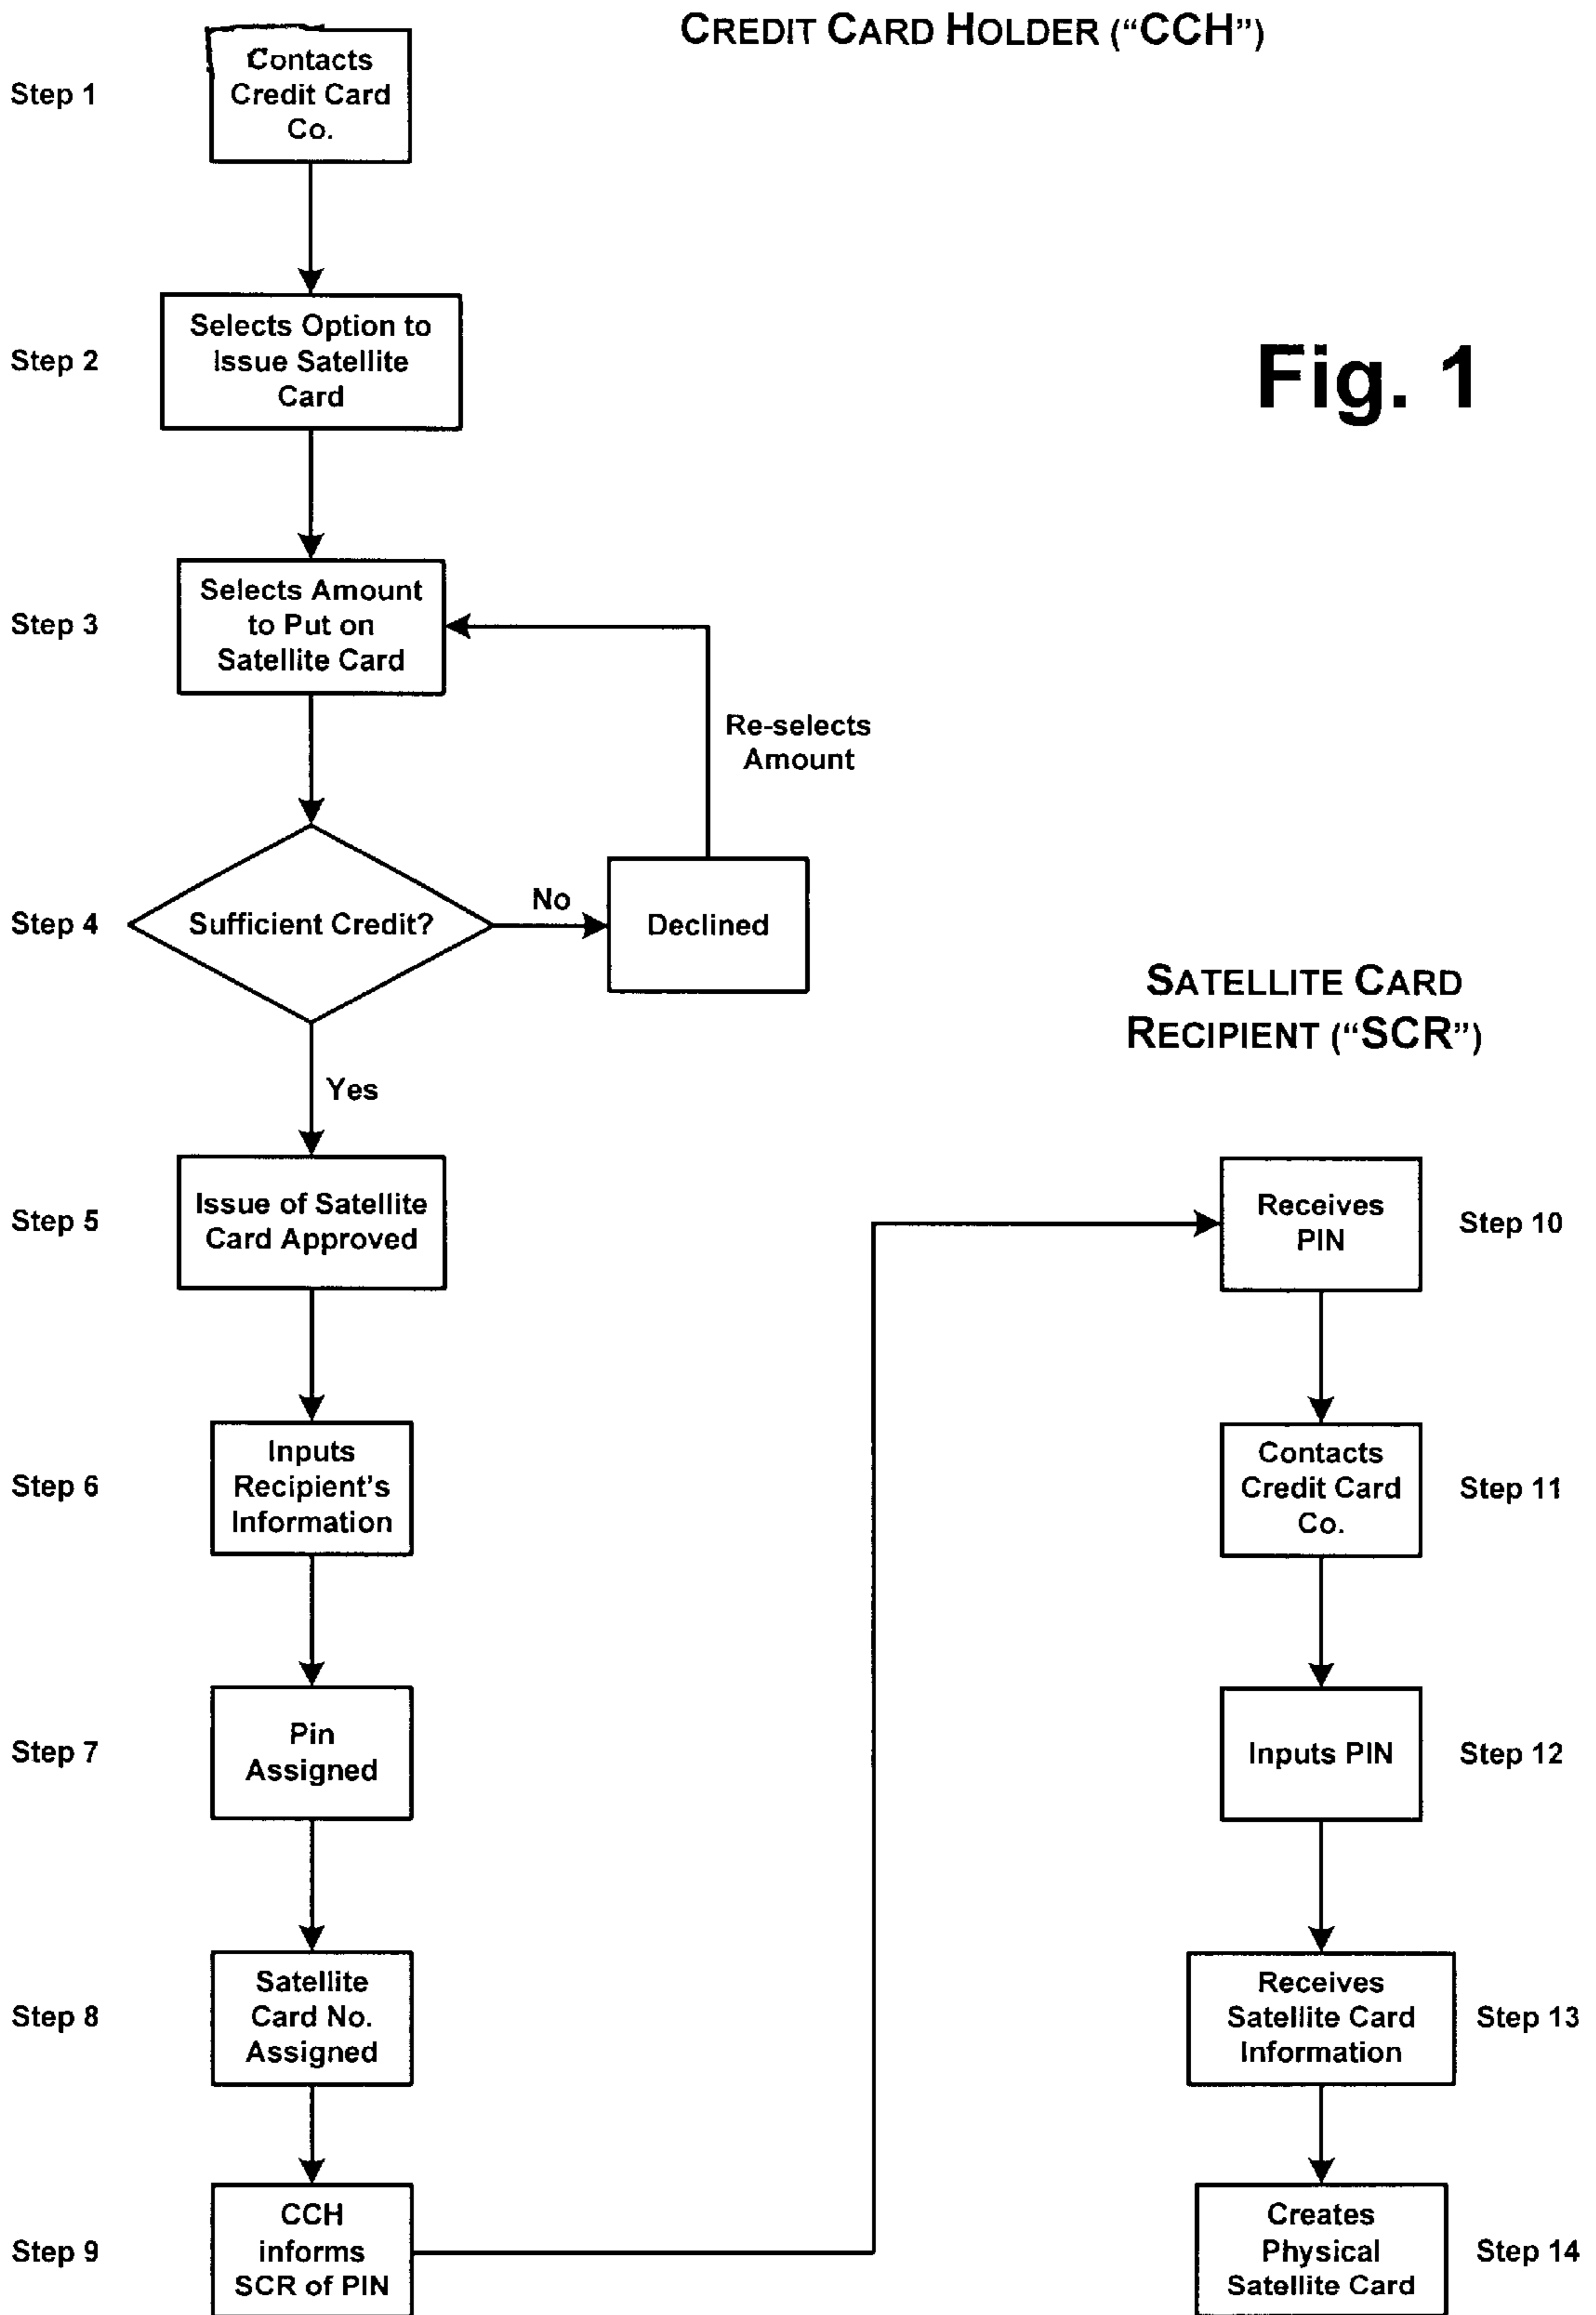 CREDIT CARD HOLDER (“CCH”)
Step 1
Contacts
Credit Card
Co.
Step 2
Selects Option to
Issue Satellite
Card
Fig. 1
Step 3
Selects Amount
to Put on
Satellite Card
Re-selects
Amount
Step 4
Sufficient Credit?
No
Declined
Yes
Step 5
Issue of Satellite
Card Approved
Step 6
Inputs
Recipient's
Information
Step 7
Pin
Assigned
Step 8
Satellite
Card No.
Assigned
Step 9
CCH
informs
SCR of PIN
SATELLITE CARD
RECIPIENT (“SCR”)
Receives
PIN
Step 10
Contacts
Credit Card
Co.
Step 11
Inputs PIN
Step 12
Receives
Satellite Card
Information
Step 13
Creates
Physical
Satellite Card
Step 14